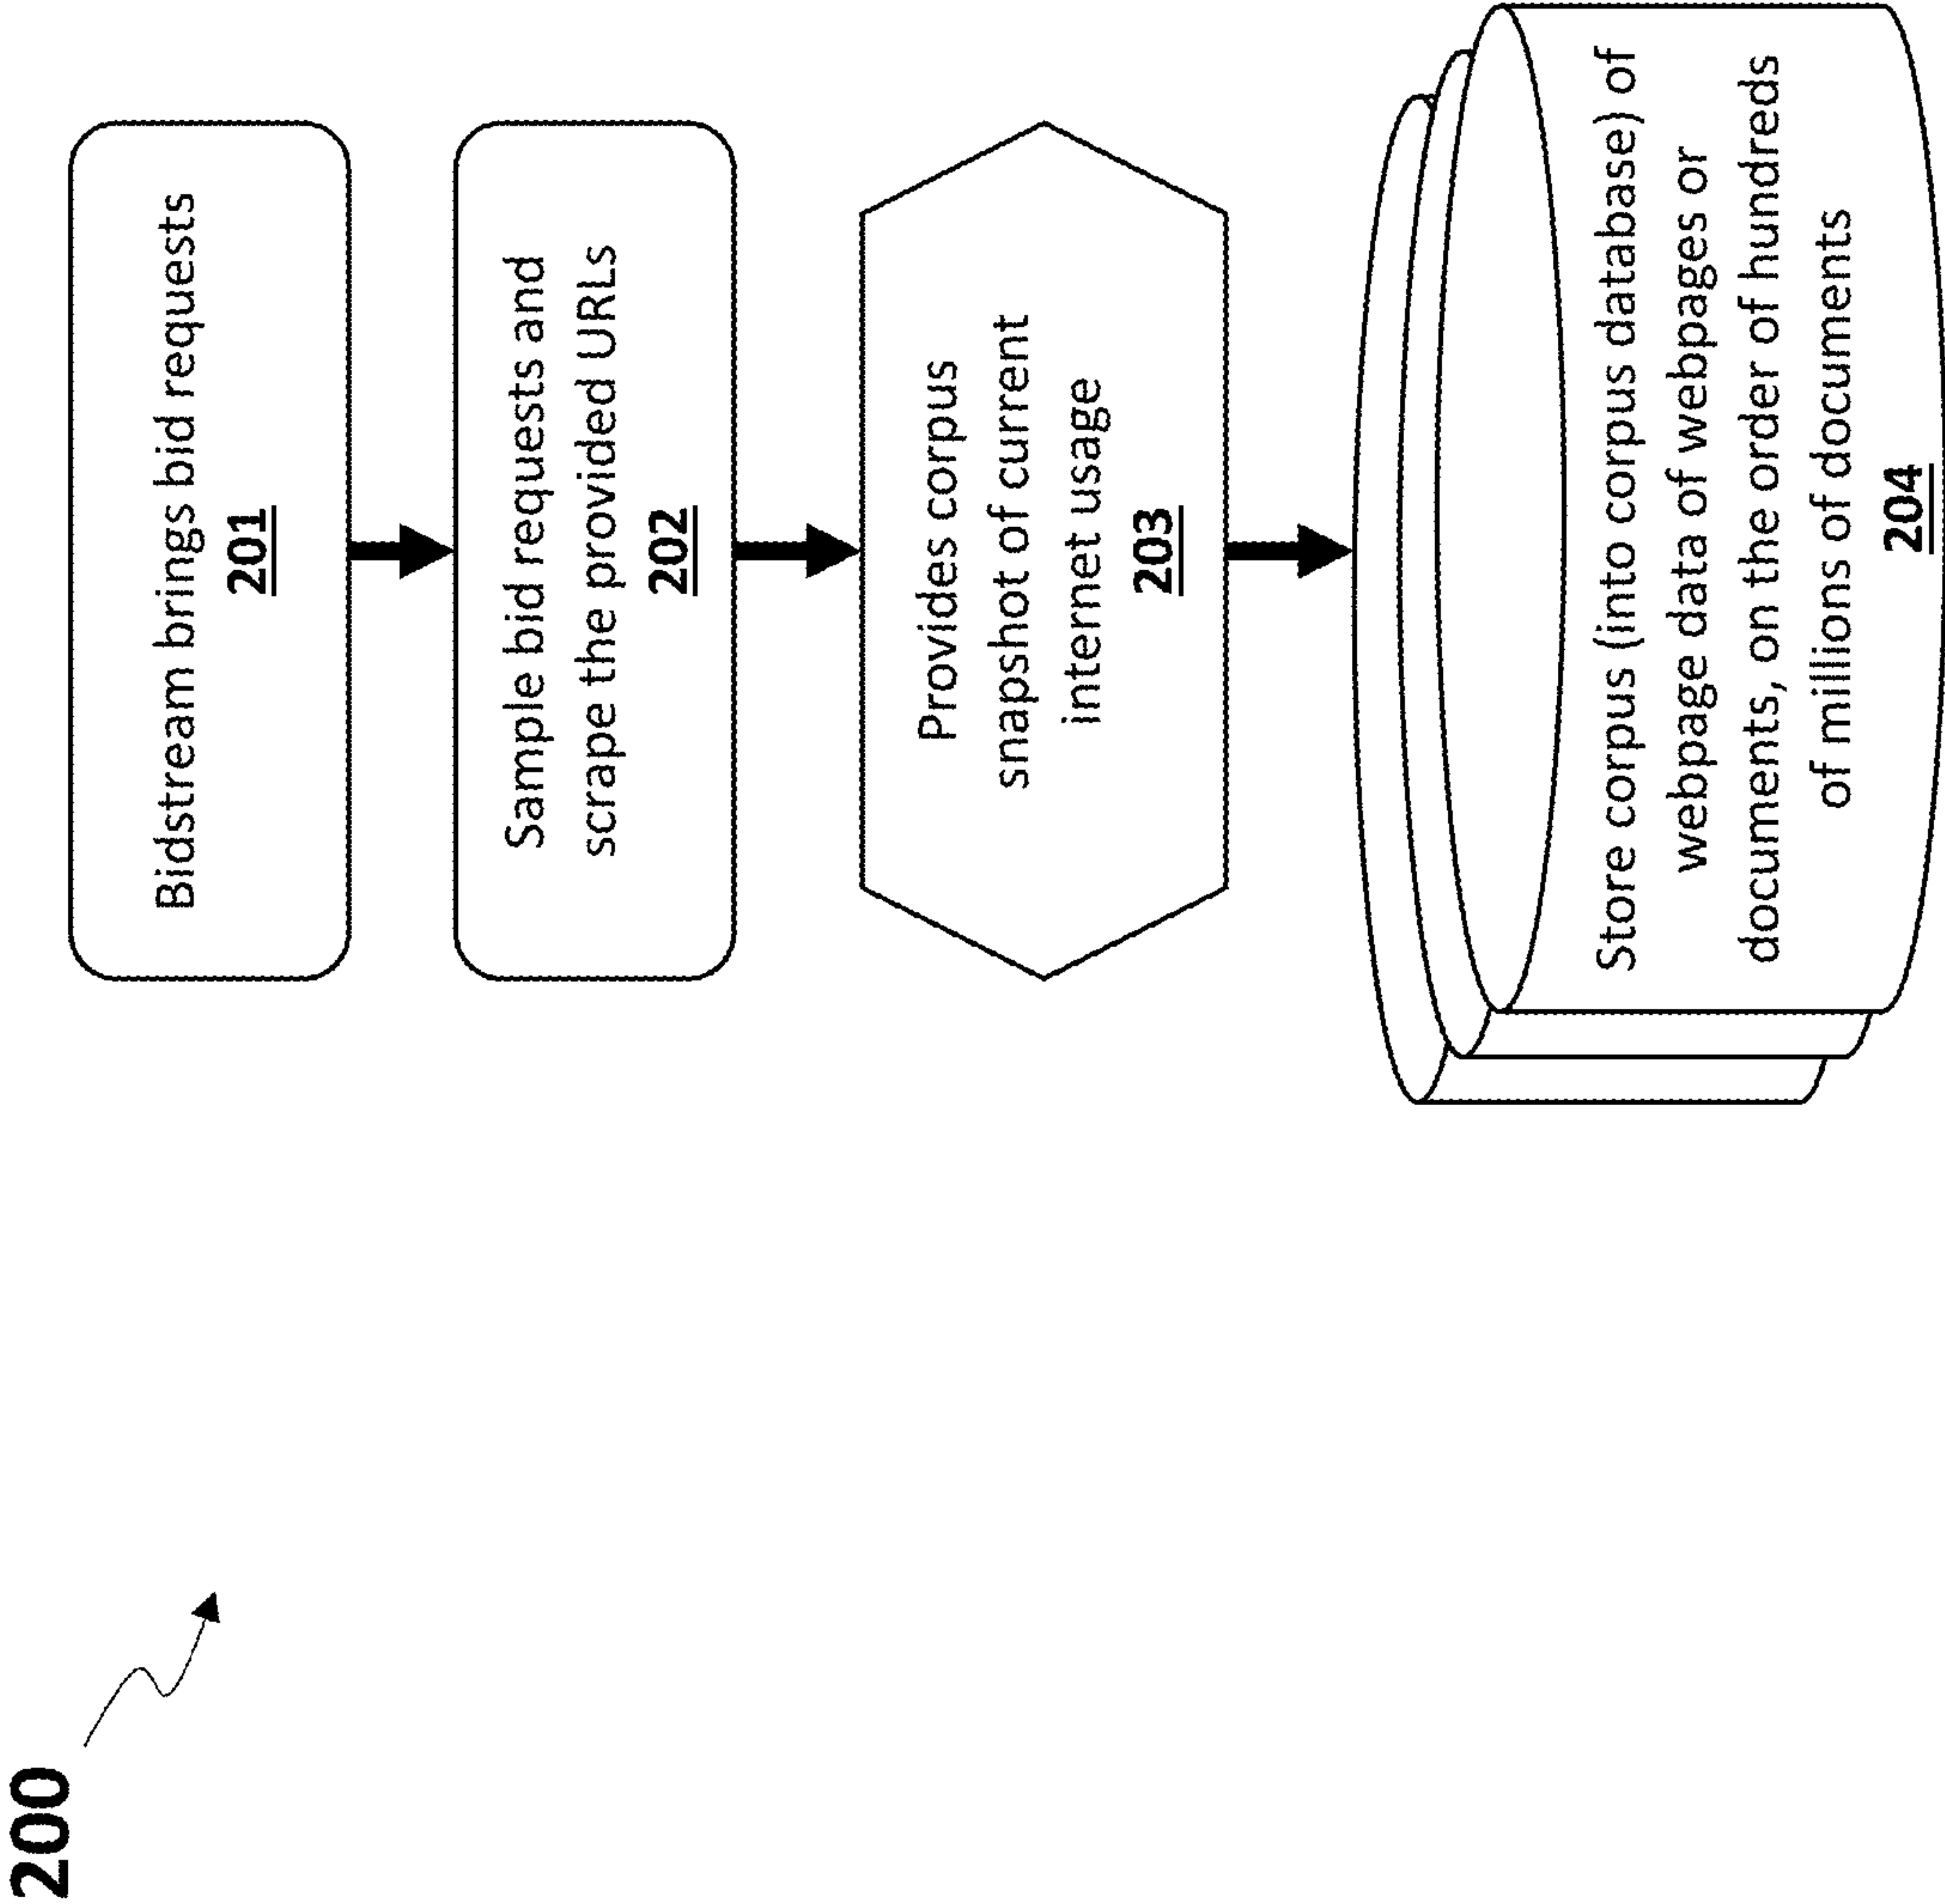 200
Bidstream brings bid requests
201
Sample bid requests and
scrape the provided URLs
202
Provides corpus
snapshot of current
internet usage
203
Store corpus (into corpus database) of
webpage data of webpages or
documents, on the order of hundreds
of millions of documents
204